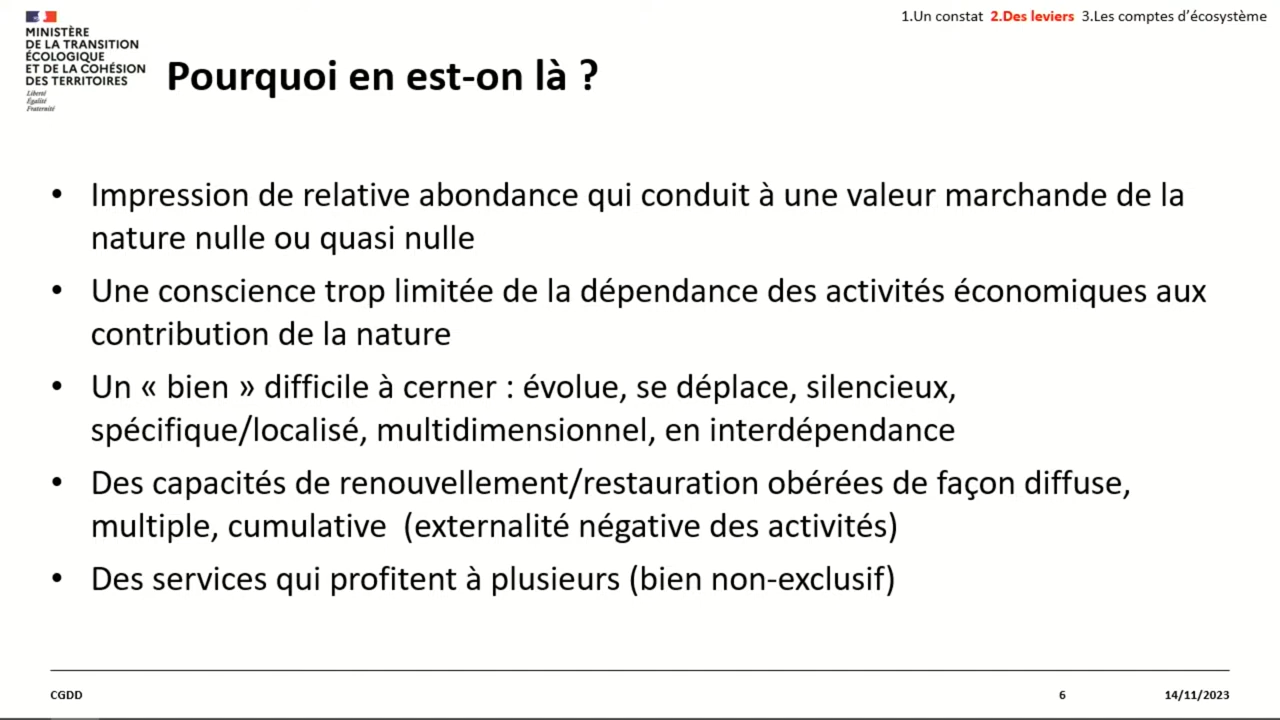 1.Un constat 2.Des leviers 3.Les comptes d'écosystème
MINISTÈRE
DE LA TRANSITION
ÉCOLOGIQUE
ET DE LA COHÉSION
DES TERRITOIRES
Liberté
Égalité
Fraternité
Pourquoi en est-on là ?
• Impression de relative abondance qui conduit à une valeur marchande de la
nature nulle ou quasi nulle
• Une conscience trop limitée de la dépendance des activités économiques aux
contribution de la nature
• Un « bien » difficile à cerner : évolue, se déplace, silencieux,
spécifique/localisé, multidimensionnel, en interdépendance
• Des capacités de renouvellement/restauration obérées de façon diffuse,
multiple, cumulative (externalité négative des activités)
• Des services qui profitent à plusieurs (bien non-exclusif)
CGDD 6 14/11/2023